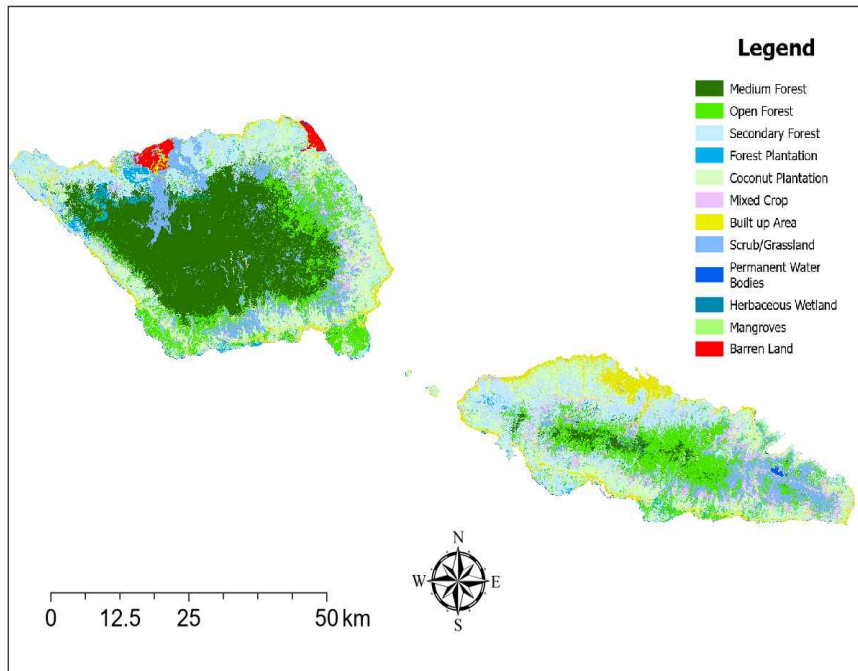 Legend
Medium Forest
Open Forest
Secondary Forest
Forest Plantation
Coconut Plantation
Mixed Crop
Built up Area
Scrub/Grassland
Permanent Water
Bodies
Herbaceous Wetland
Mangroves
Barren Land
N
W E
S
0 12.5 25 50 km